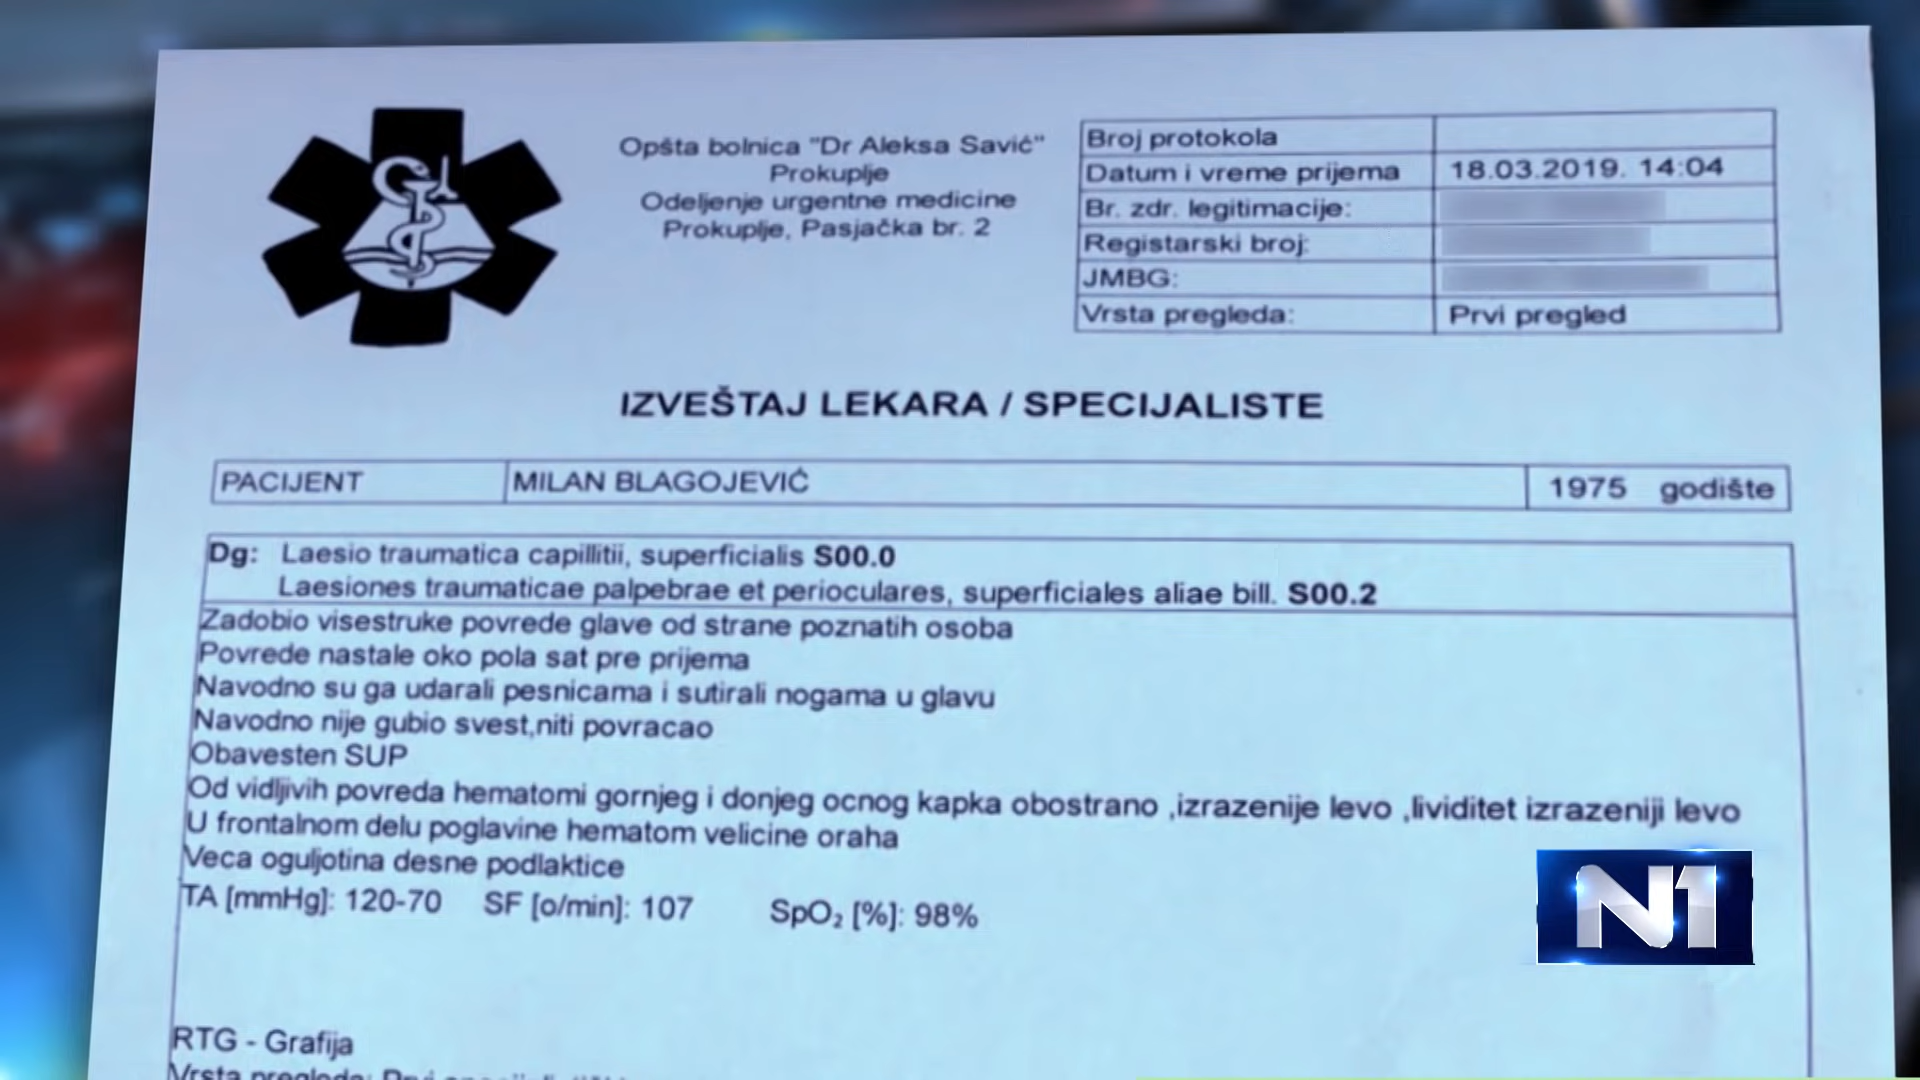 Opšta bolnica "Dr Aleksa Savić"
Prokuplje
Odeljenje urgentne medicine
Prokuplje, Pasjačka br. 2
Broj protokola
Datum i vreme prijema 18.03.2019. 14:04
Br. zdr. legitimacije:
Registarski broj:
JMBG:
Vrsta pregleda: Prvi pregled
IZVEŠTAJ LEKARA / SPECIJALISTE
PACIJENT MILAN BLAGOJEVIĆ 1975 godište
Dg: Laesio traumatica capillitii, superficialis S00.0
Laesiones traumaticae palpebrae et perioculares, superficiales aliae bill. S00.2
Zadobio visestruke povrede glave od strane poznatih osoba
Povrede nastale oko pola sat pre prijema
Navodno su ga udarali pesnicama i sutirali nogama u glavu
Navodno nije gubio svest,niti povracao
Obavesten SUP
Od vidljivih povreda hematomi gornjeg i donjeg ocnog kapka obostrano ,izrazenije levo ,lividitet izrazeniji levo
U frontalnom delu poglavine hematom velicine oraha
Veca oguljotina desne podlaktice
TA [mmHg]: 120-70 SF [o/min]: 107 SpO₂ [%]: 98%
N1
RTG - Grafija
Vrsta pregleda: Prvi